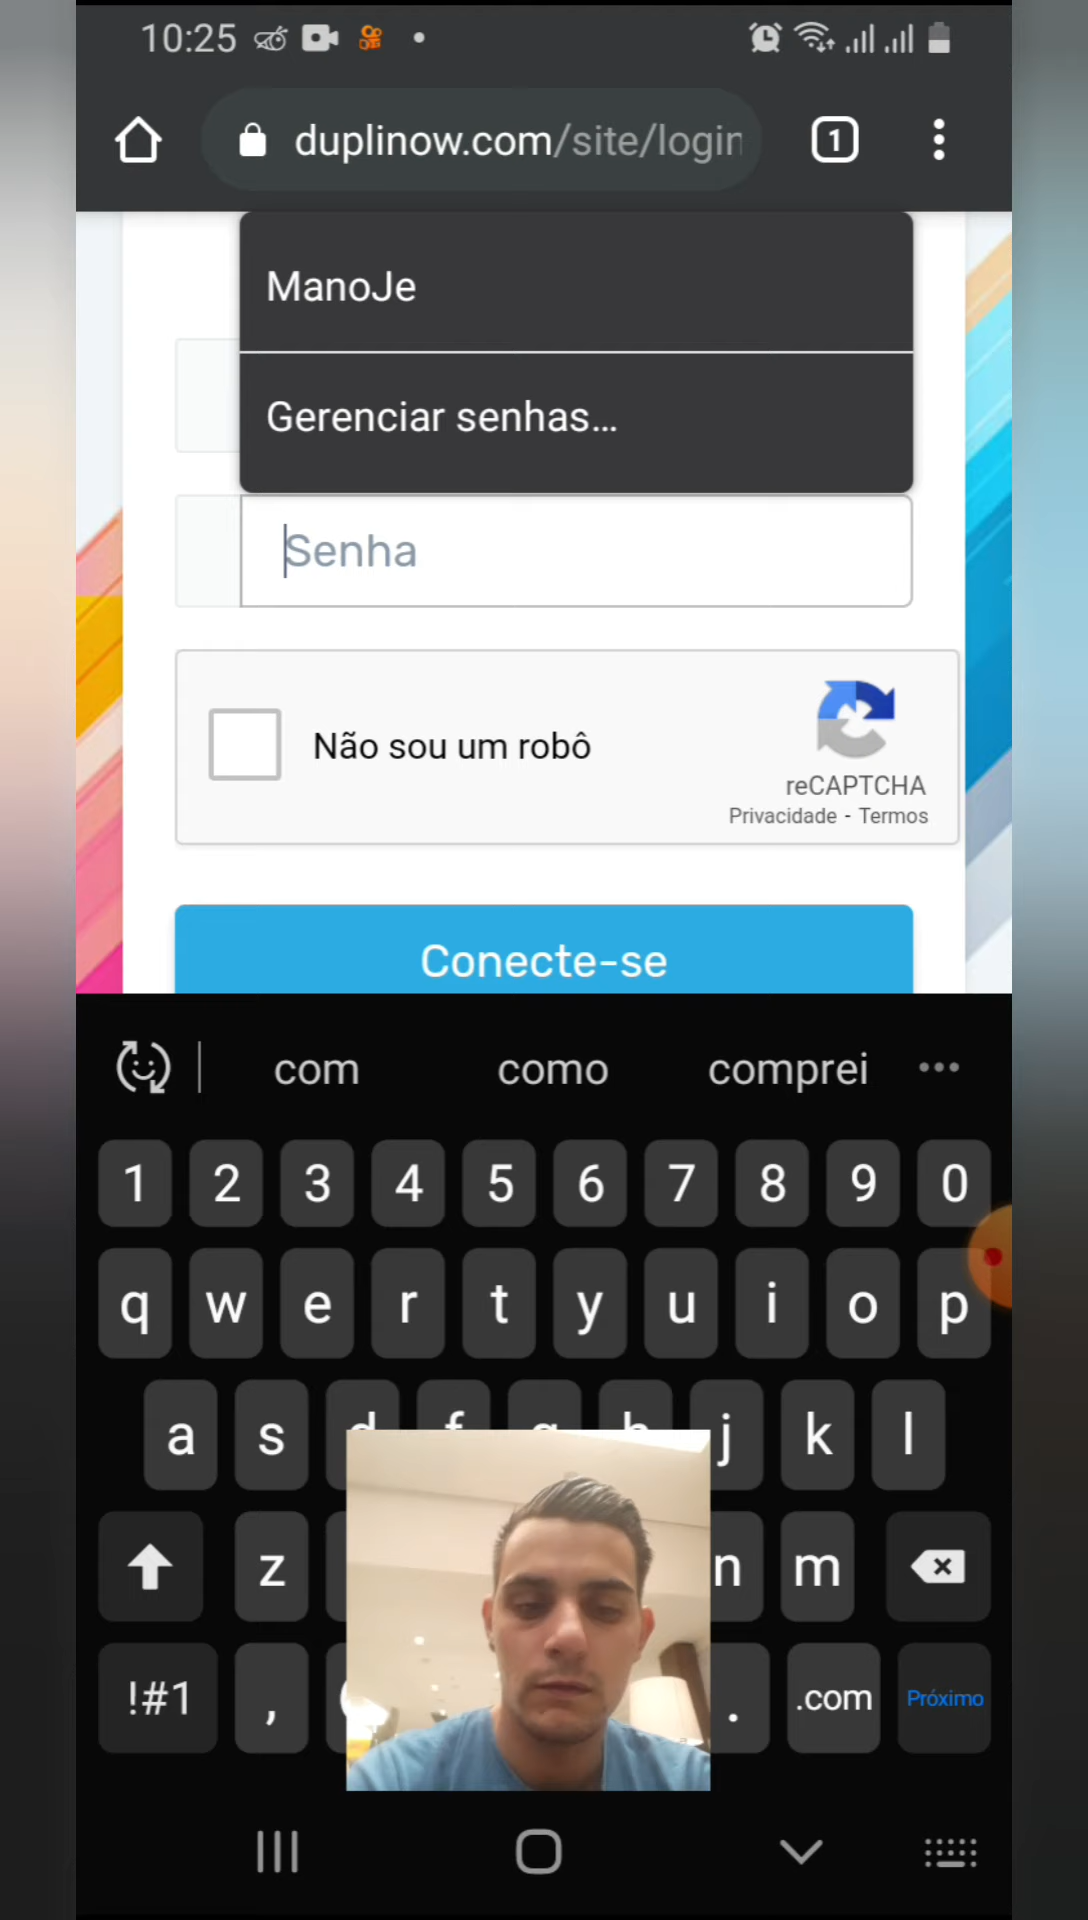 10:25
duplinow.com/site/login
1
ManoJe
Gerenciar senhas...
Senha
Não sou um robô
reCAPTCHA
Privacidade - Termos
Conecte-se
com como comprei
1 2 3 4 5 6 7 8 9 0
q w e r t y u i o p
a s d f g h j k l
z n m
!#1 , . .com Próximo